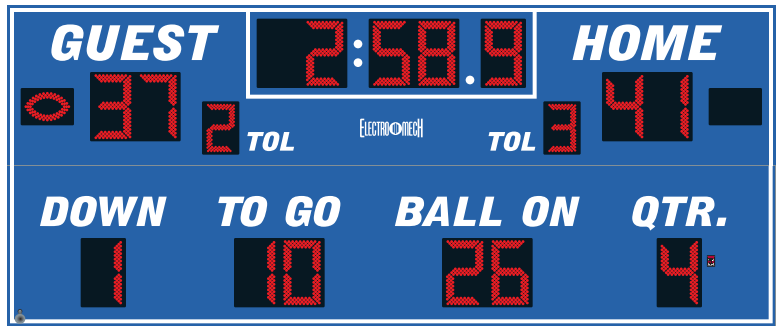 GUEST 2:58.9 HOME
37 2 TOL ELECTRO-MECH TOL 3 41
DOWN TO GO BALL ON QTR.
1 10 26 4